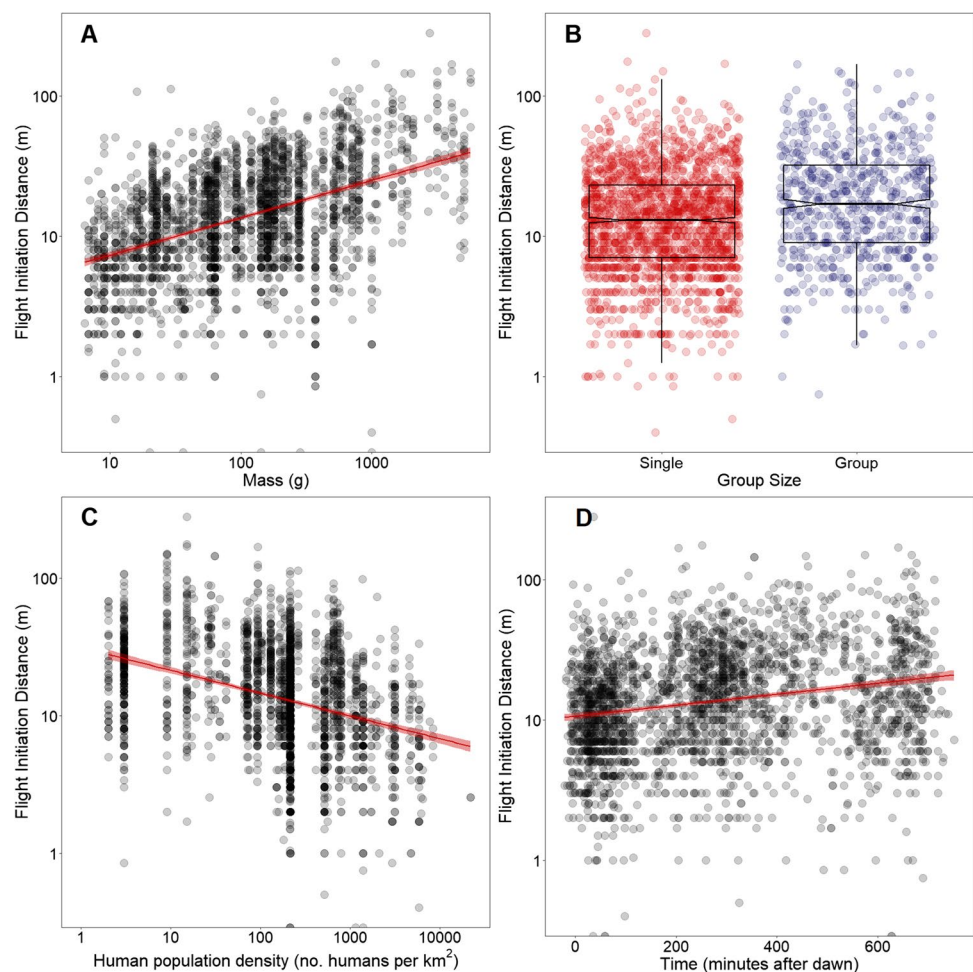 A
Flight Initiation Distance (m)
100
10
1
10 100 1000
Mass (g)
B
Flight Initiation Distance (m)
100
10
1
Single Group
Group Size
C
Flight Initiation Distance (m)
100
10
1
1 10 100 1000 10000
Human population density (no. humans per km²)
D
Flight Initiation Distance (m)
100
10
1
0 200 400 600
Time (minutes after dawn)